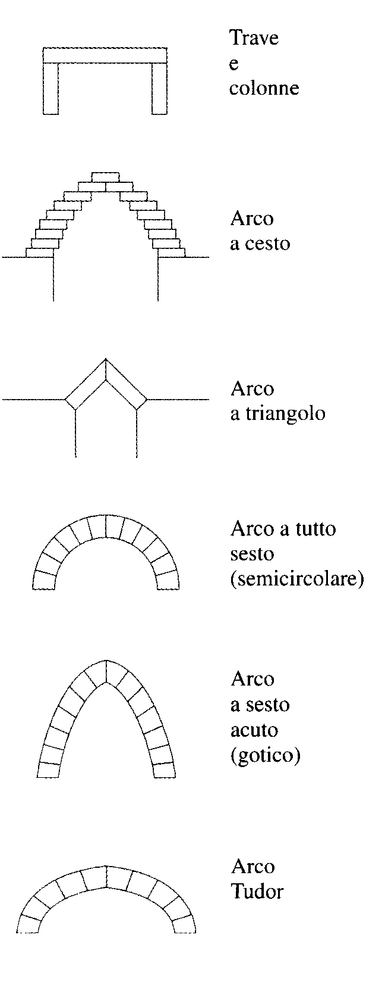 Trave
e
colonne
Arco
a cesto
Arco
a triangolo
Arco a tutto
sesto
(semicircolare)
Arco
a sesto
acuto
(gotico)
Arco
Tudor